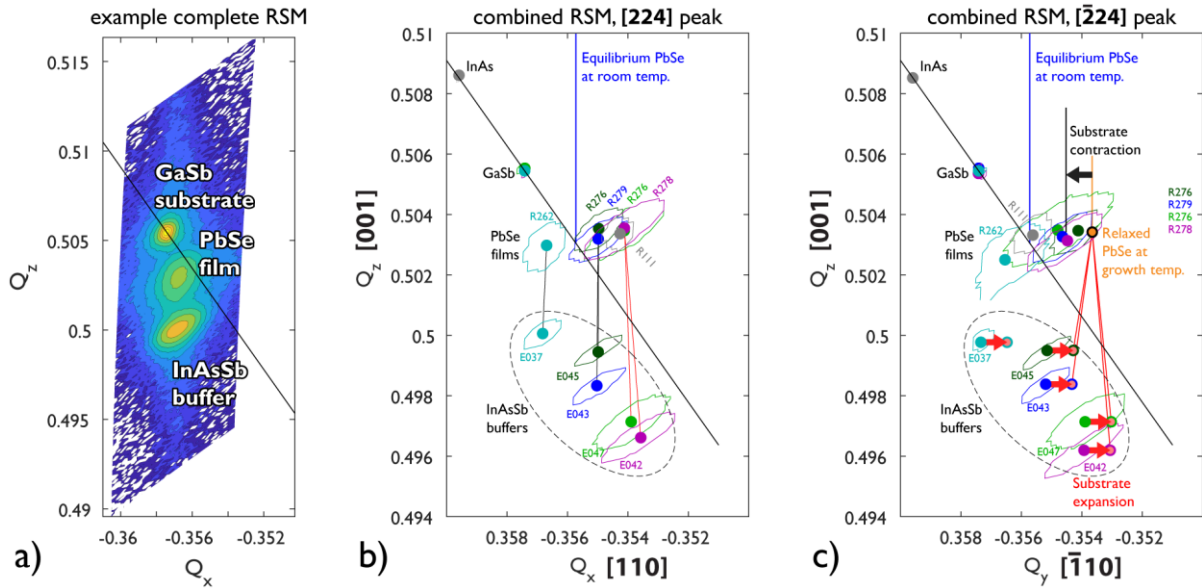 example complete RSM
0.515
0.51
0.505
0.5
0.495
0.49
-0.36
-0.356
-0.352
Qz
Qx
GaSb
substrate
PbSe
film
InAsSb
buffer
a)
combined RSM, [224] peak
0.51
0.508
0.506
0.504
0.502
0.5
0.498
0.496
0.494
-0.358
-0.356
-0.354
-0.352
Qz [001]
Qx [110]
InAs
Equilibrium PbSe
at room temp.
GaSb
R262
R276
R279
R276
R278
R111
PbSe
films
E037
E045
E043
E047
E042
InAsSb
buffers
b)
combined RSM, [2̄24] peak
0.51
0.508
0.506
0.504
0.502
0.5
0.498
0.496
0.494
-0.358
-0.356
-0.354
-0.352
Qz [001]
Qy [1̄10]
InAs
Equilibrium PbSe
at room temp.
Substrate
contraction
GaSb
R111
R262
R276
R279
R276
R278
PbSe
films
Relaxed
PbSe at
growth temp.
E037
E045
E043
E047
E042
InAsSb
buffers
Substrate
expansion
c)